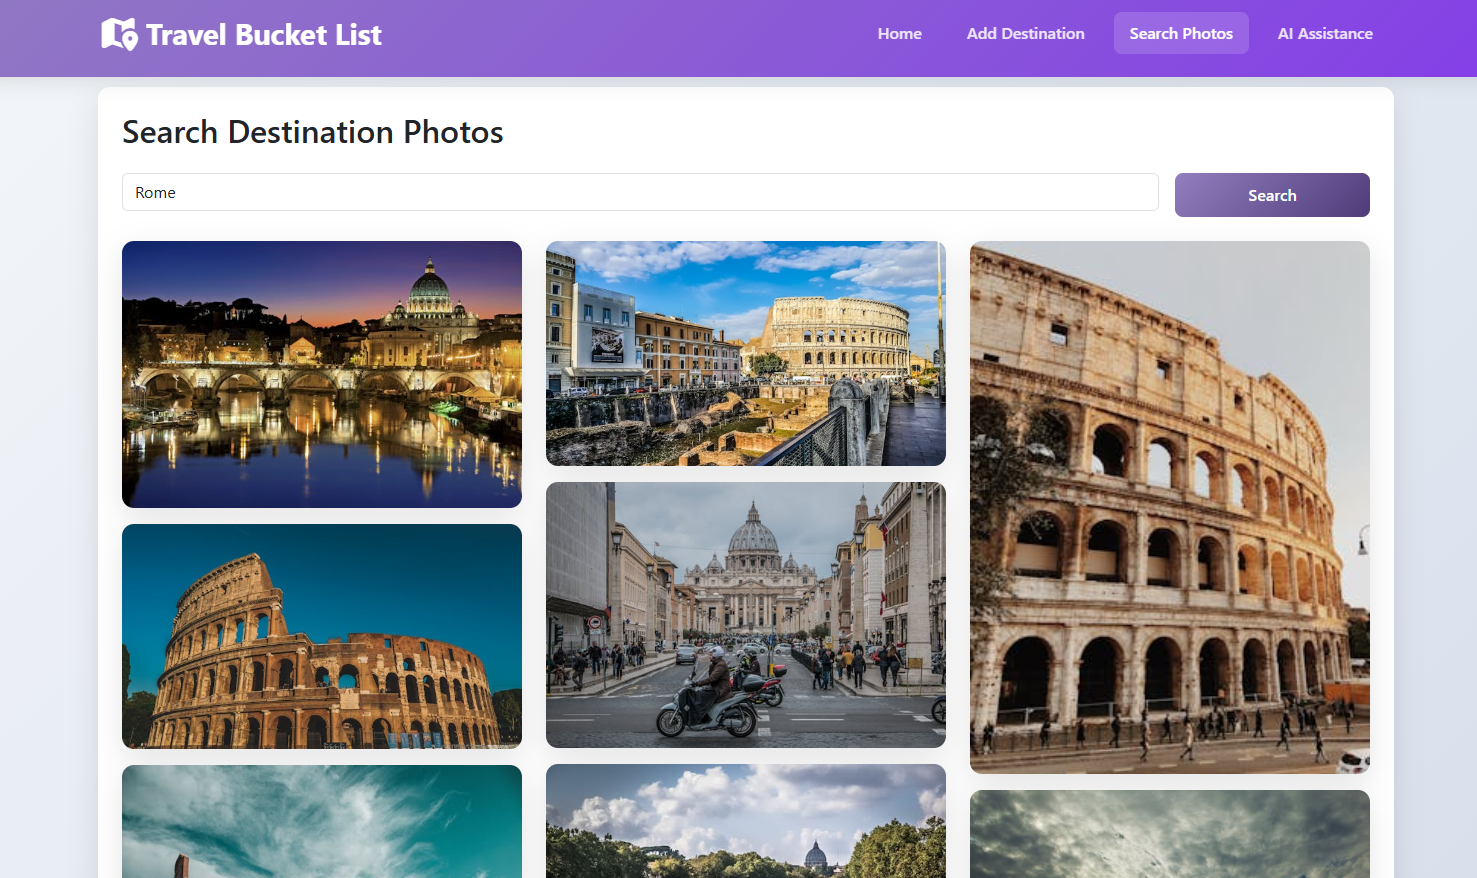 Travel Bucket List
Home
Add Destination
Search Photos
AI Assistance
Search Destination Photos
Rome
Search